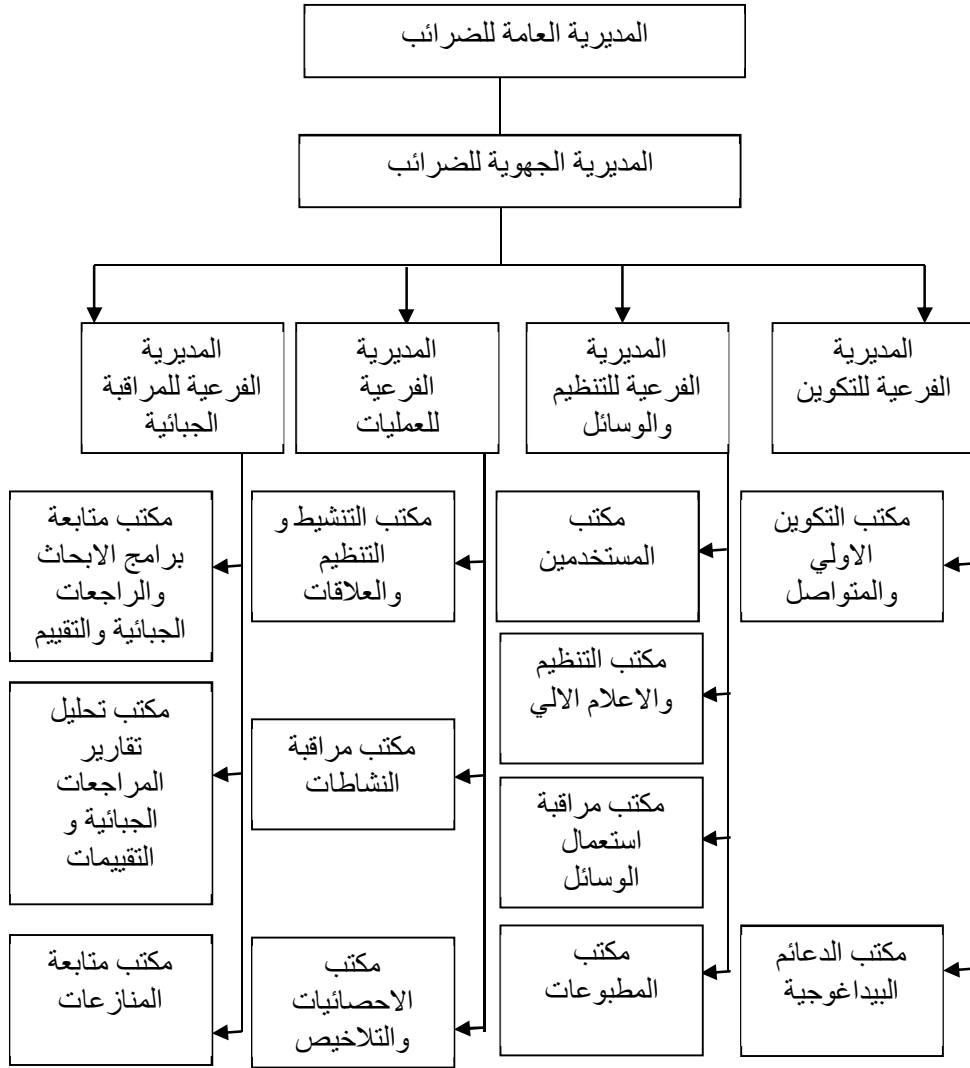 المديرية العامة للضرائب
المديرية الجهوية للضرائب
المديرية
الفرعية للتكوين
المديرية
الفرعية للتنظيم
والوسائل
المديرية
الفرعية
للعمليات
المديرية
الفرعية للمراقبة
الجبائية
مكتب التكوين
الاولي
والمتواصل
مكتب
المستخدمين
مكتب التنشيط و
التنظيم
والعلاقات
مكتب متابعة
برامج الابحاث
والراجعات
الجبائية والتقييم
مكتب التنظيم
والاعلام الالي
مكتب مراقبة
النشاطات
مكتب تحليل
تقارير
المراجعات
الجبائية و
التقييمات
مكتب مراقبة
استعمال
الوسائل
مكتب الدعائم
البيداغوجية
مكتب
المطبوعات
مكتب
الاحصائيات
والتلاخيص
مكتب متابعة
المنازعات